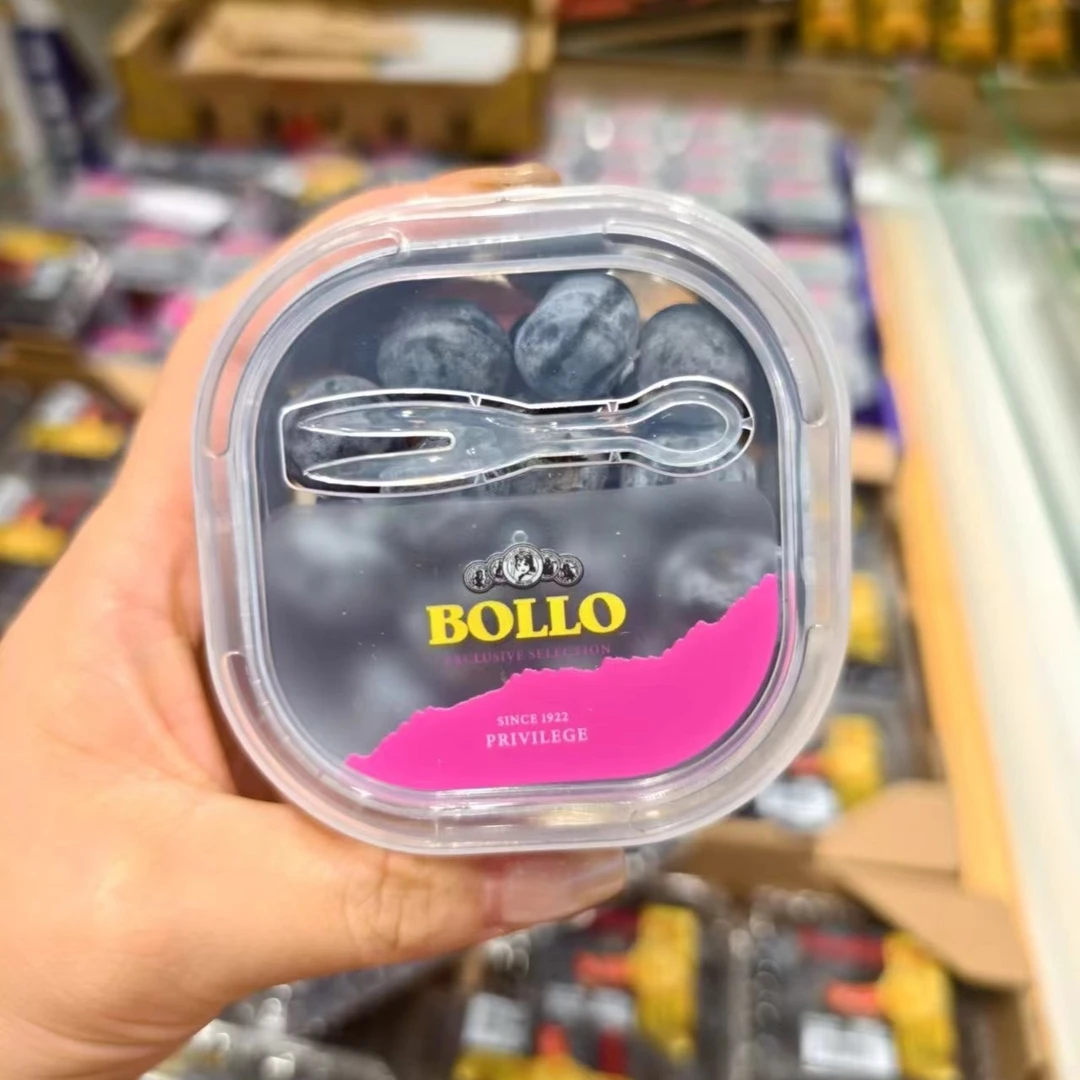 BOLLO
EXCLUSIVE SELECTION
SINCE 1922
PRIVILEGE